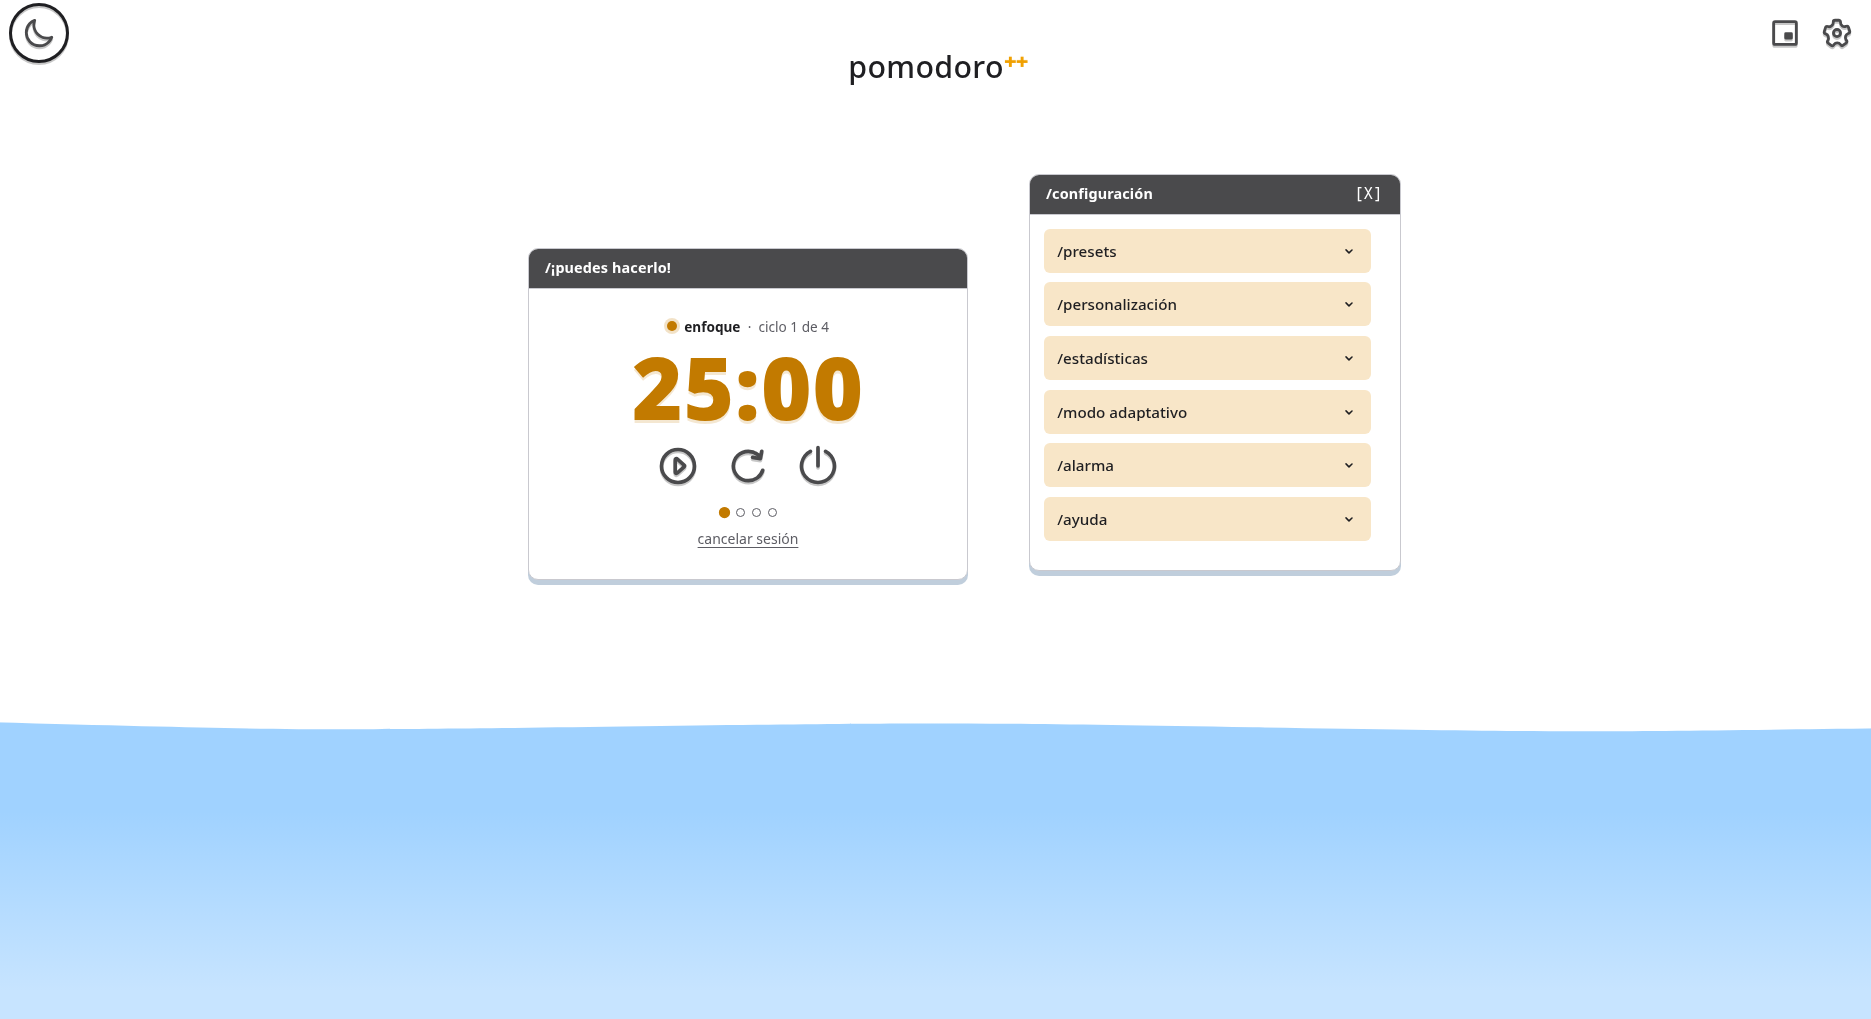 pomodoro++
/¡puedes hacerlo!
enfoque · ciclo 1 de 4
25:00
cancelar sesión
/configuración [X]
/presets
/personalización
/estadísticas
/modo adaptativo
/alarma
/ayuda